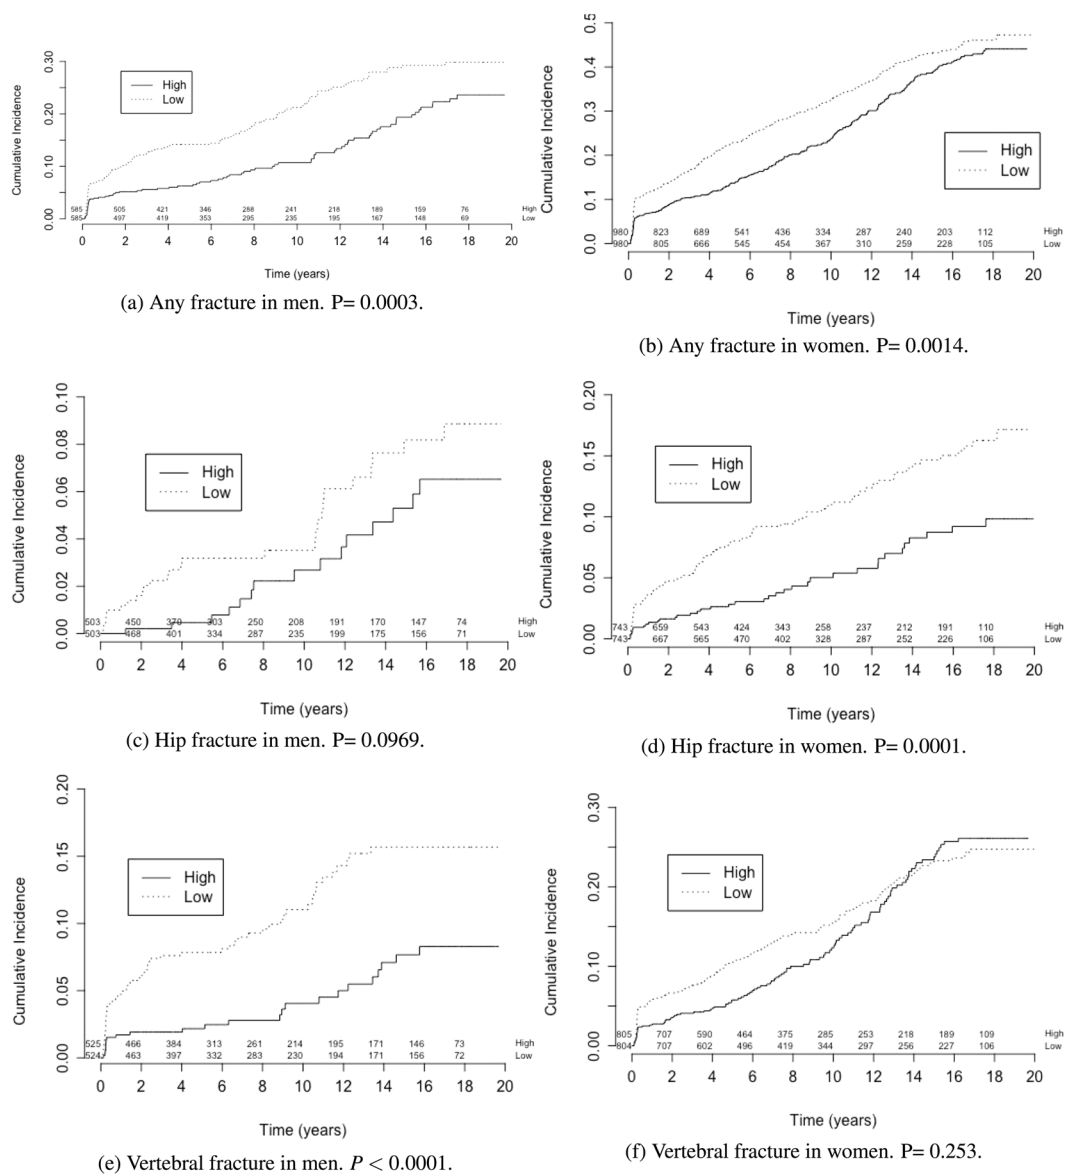 Cumulative Incidence
0.00 0.10 0.20 0.30
High
Low
585 505 421 346 288 241 218 189 159 76 High
585 497 419 353 295 235 195 167 148 69 Low
0 2 4 6 8 10 12 14 16 18 20
Time (years)
(a) Any fracture in men. P= 0.0003.
Cumulative Incidence
0.0 0.1 0.2 0.3 0.4 0.5
High
Low
980 823 689 541 436 334 287 240 203 112 High
980 805 666 545 454 367 310 259 228 105 Low
0 2 4 6 8 10 12 14 16 18 20
Time (years)
(b) Any fracture in women. P= 0.0014.
Cumulative Incidence
0.00 0.02 0.04 0.06 0.08 0.10
High
Low
503 450 370 303 250 208 191 170 147 74 High
503 468 401 334 287 235 199 175 156 71 Low
0 2 4 6 8 10 12 14 16 18 20
Time (years)
(c) Hip fracture in men. P= 0.0969.
Cumulative Incidence
0.00 0.05 0.10 0.15 0.20
High
Low
743 659 543 424 343 258 237 212 191 110 High
743 667 565 470 402 328 287 252 226 106 Low
0 2 4 6 8 10 12 14 16 18 20
Time (years)
(d) Hip fracture in women. P= 0.0001.
Cumulative Incidence
0.00 0.05 0.10 0.15 0.20
High
Low
525 466 384 313 261 214 195 171 146 73 High
524 463 397 332 283 230 194 171 156 72 Low
0 2 4 6 8 10 12 14 16 18 20
Time (years)
(e) Vertebral fracture in men. P < 0.0001.
Cumulative Incidence
0.00 0.10 0.20 0.30
High
Low
805 707 590 464 375 285 253 218 189 109 High
804 707 602 496 419 344 297 256 227 106 Low
0 2 4 6 8 10 12 14 16 18 20
Time (years)
(f) Vertebral fracture in women. P= 0.253.